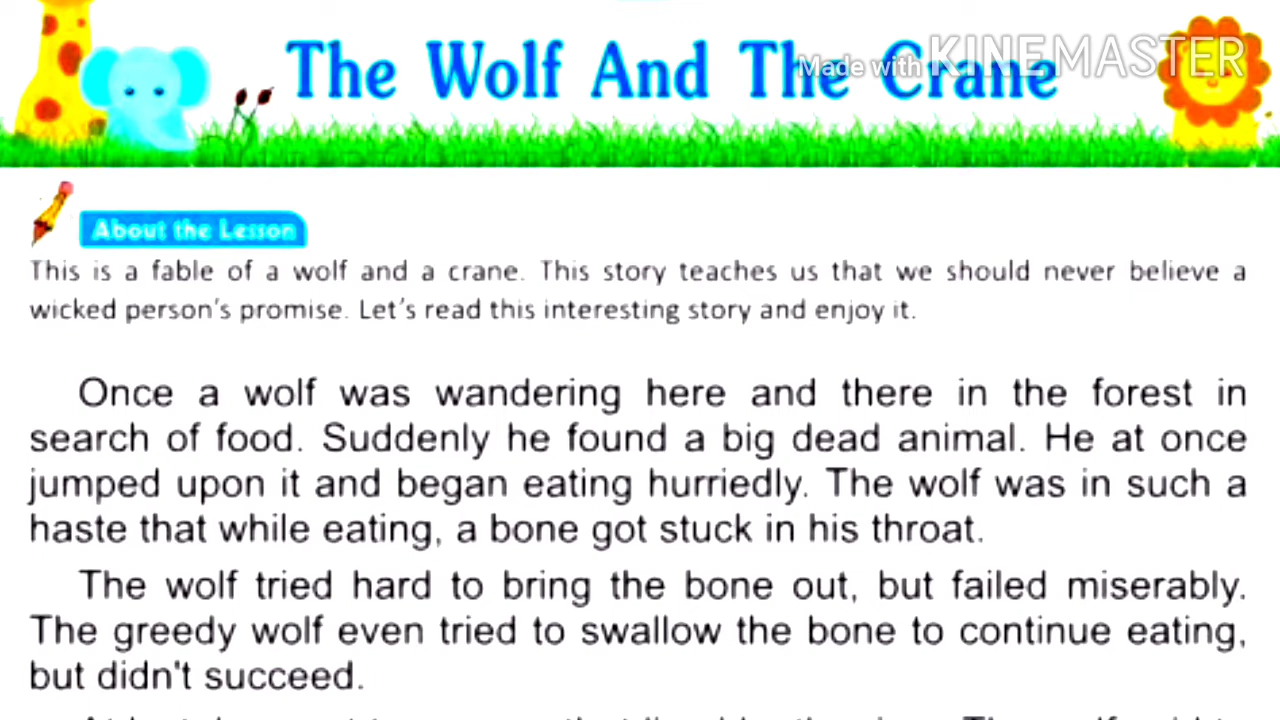 The Wolf And The Crane
Made with KINEMASTER
About the Lesson
This is a fable of a wolf and a crane. This story teaches us that we should never believe a
wicked person's promise. Let's read this interesting story and enjoy it.
Once a wolf was wandering here and there in the forest in
search of food. Suddenly he found a big dead animal. He at once
jumped upon it and began eating hurriedly. The wolf was in such a
haste that while eating, a bone got stuck in his throat.
The wolf tried hard to bring the bone out, but failed miserably.
The greedy wolf even tried to swallow the bone to continue eating,
but didn't succeed.